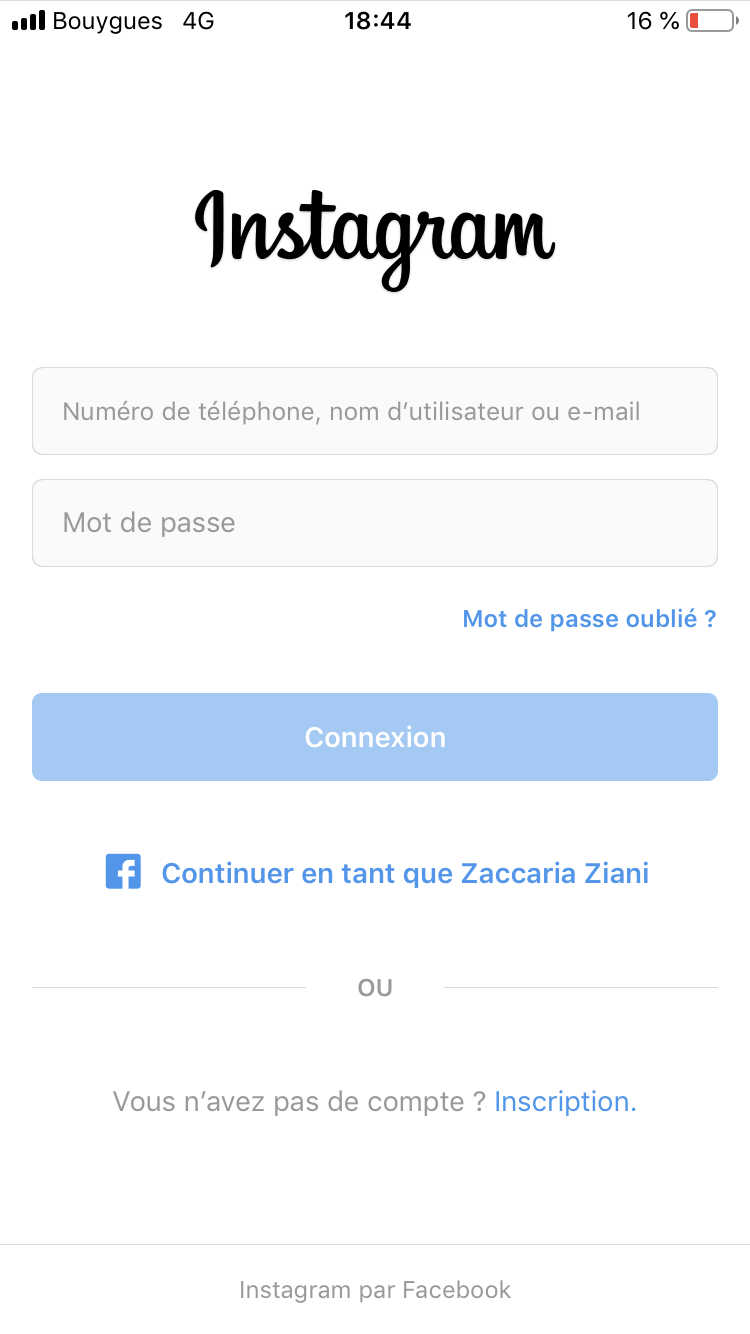 Bouygues 4G 18:44 16 %
Instagram
Numéro de téléphone, nom d’utilisateur ou e-mail
Mot de passe
Mot de passe oublié ?
Connexion
Continuer en tant que Zaccaria Ziani
OU
Vous n’avez pas de compte ? Inscription.
Instagram par Facebook